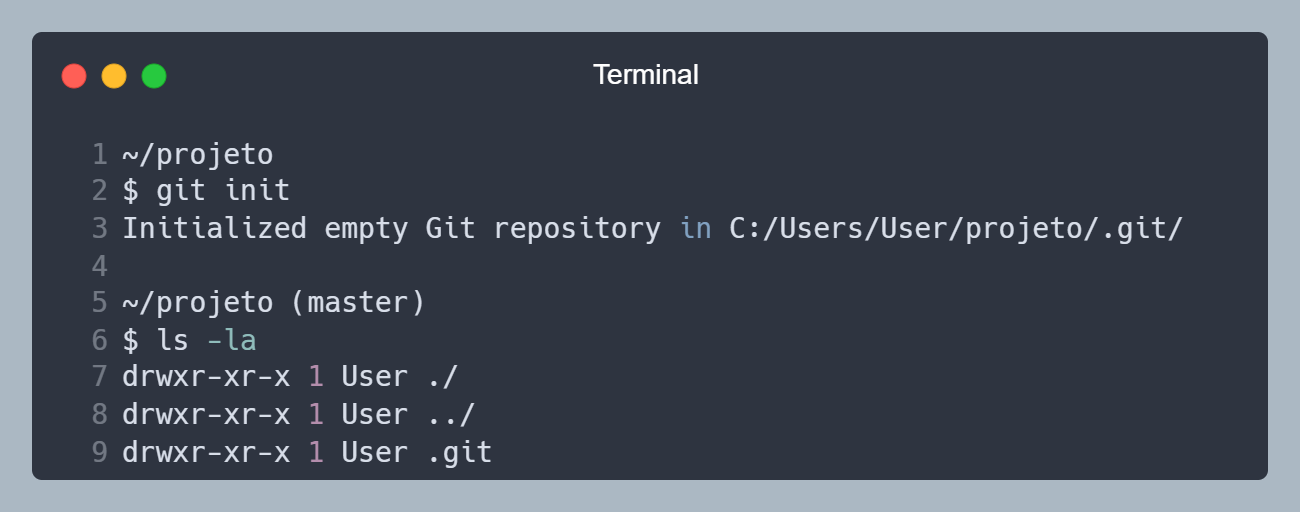 Terminal
1 ~/projeto
2 $ git init
3 Initialized empty Git repository in C:/Users/User/projeto/.git/
4
5 ~/projeto (master)
6 $ ls -la
7 drwxr-xr-x 1 User ./
8 drwxr-xr-x 1 User ../
9 drwxr-xr-x 1 User .git